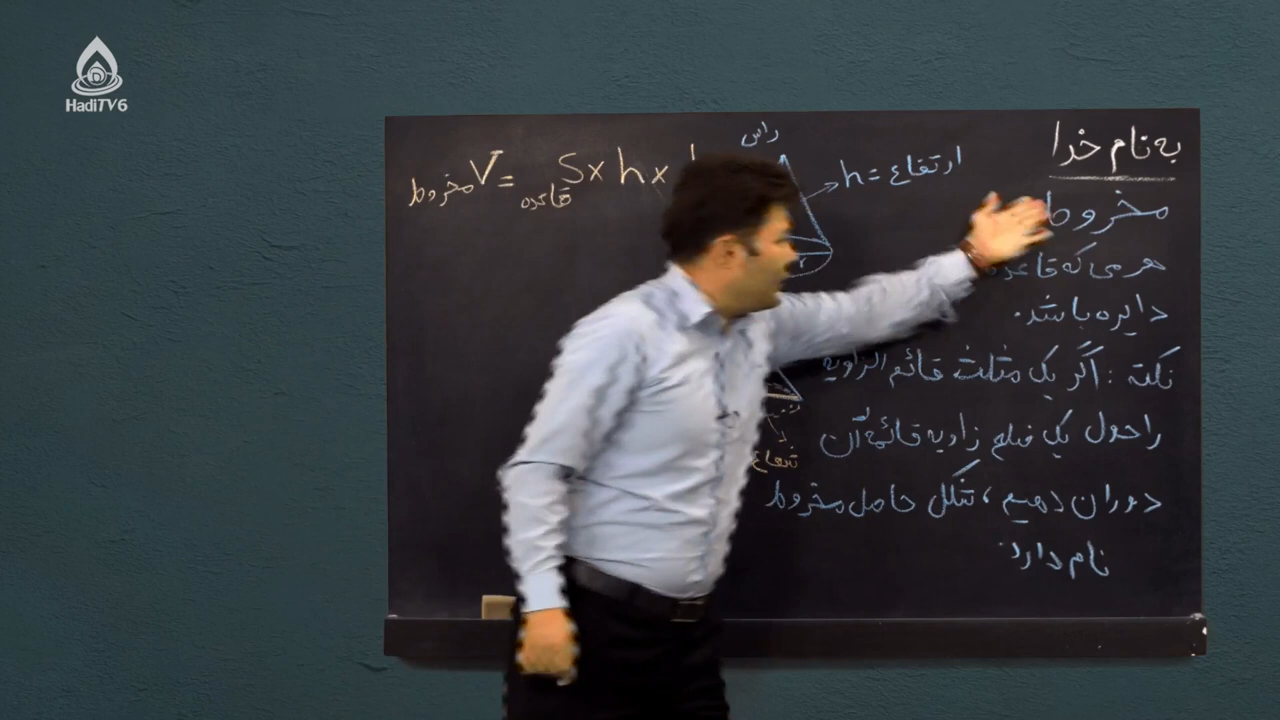 HadiTV6
به نام خدا
مخروط
هرمی که قاعده
دایره باشد.
نکته : اگر یک مثلث قائم الزاویه
را حول یک ضلع زاویه قائمه آن
دوران دهیم ، شکل حاصل مخروط
نام دارد.
راس
h = ارتفاع
r
V مخروط = S قاعده × h ×